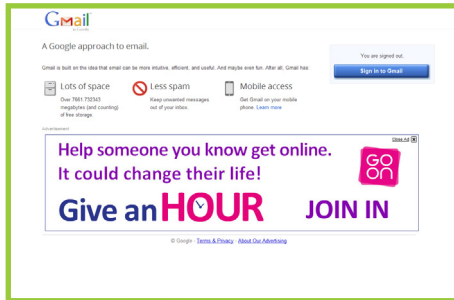 Gmail
by Google
A Google approach to email.
Gmail is built on the idea that email can be more intuitive, efficient, and useful. And maybe even fun. After all, Gmail has:
Lots of space
Over 7661.732343
megabytes (and counting)
of free storage.
Less spam
Keep unwanted messages
out of your inbox.
Mobile access
Get Gmail on your mobile
phone. Learn more
You are signed out.
Sign in to Gmail
Advertisement
Close Ad
Help someone you know get online.
It could change their life!
Give an HOUR
GO ON
JOIN IN
© Google - Terms & Privacy - About Our Advertising